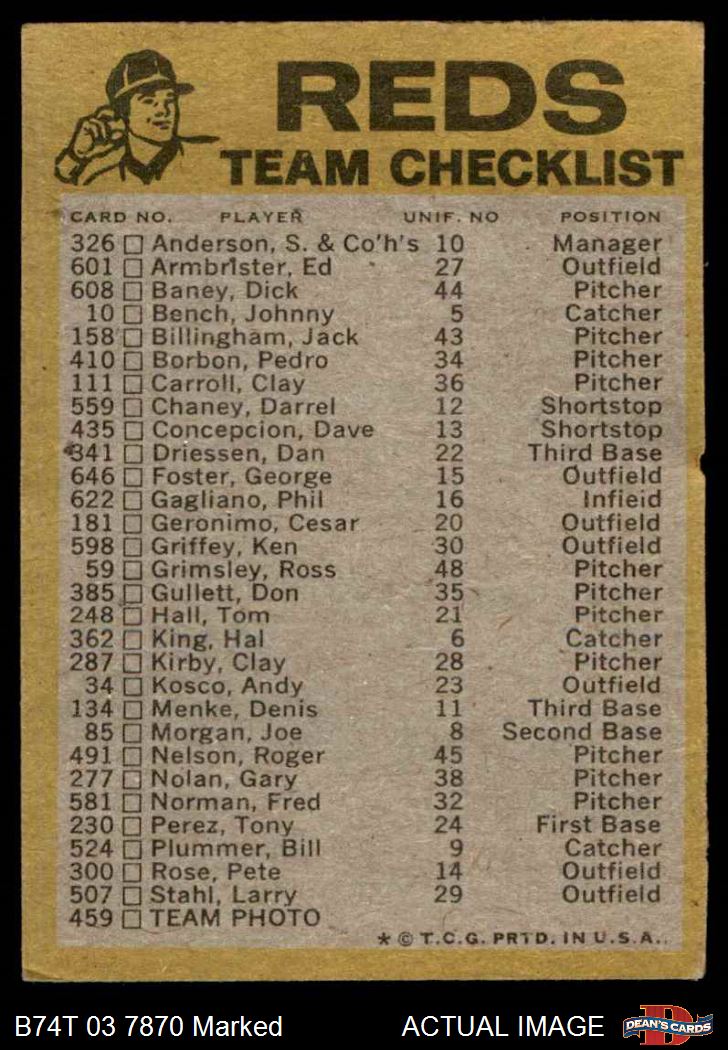 REDS
TEAM CHECKLIST
CARD NO. PLAYER UNIF. NO POSITION
326 Anderson, S. & Co'h's 10 Manager
601 Armbrister, Ed 27 Outfield
608 Baney, Dick 44 Pitcher
10 Bench, Johnny 5 Catcher
158 Billingham, Jack 43 Pitcher
410 Borbon, Pedro 34 Pitcher
111 Carroll, Clay 36 Pitcher
559 Chaney, Darrel 12 Shortstop
435 Concepcion, Dave 13 Shortstop
341 Driessen, Dan 22 Third Base
646 Foster, George 15 Outfield
622 Gagliano, Phil 16 Infieid
181 Geronimo, Cesar 20 Outfield
598 Griffey, Ken 30 Outfield
59 Grimsley, Ross 48 Pitcher
385 Gullett, Don 35 Pitcher
248 Hall, Tom 21 Pitcher
362 King, Hal 6 Catcher
287 Kirby, Clay 28 Pitcher
34 Kosco, Andy 23 Outfield
134 Menke, Denis 11 Third Base
85 Morgan, Joe 8 Second Base
491 Nelson, Roger 45 Pitcher
277 Nolan, Gary 38 Pitcher
581 Norman, Fred 32 Pitcher
230 Perez, Tony 24 First Base
524 Plummer, Bill 9 Catcher
300 Rose, Pete 14 Outfield
507 Stahl, Larry 29 Outfield
459 TEAM PHOTO
* © T.C.G. PRTD. IN U.S.A.
B74T 03 7870 Marked ACTUAL IMAGE
D
DEAN'S CARDS